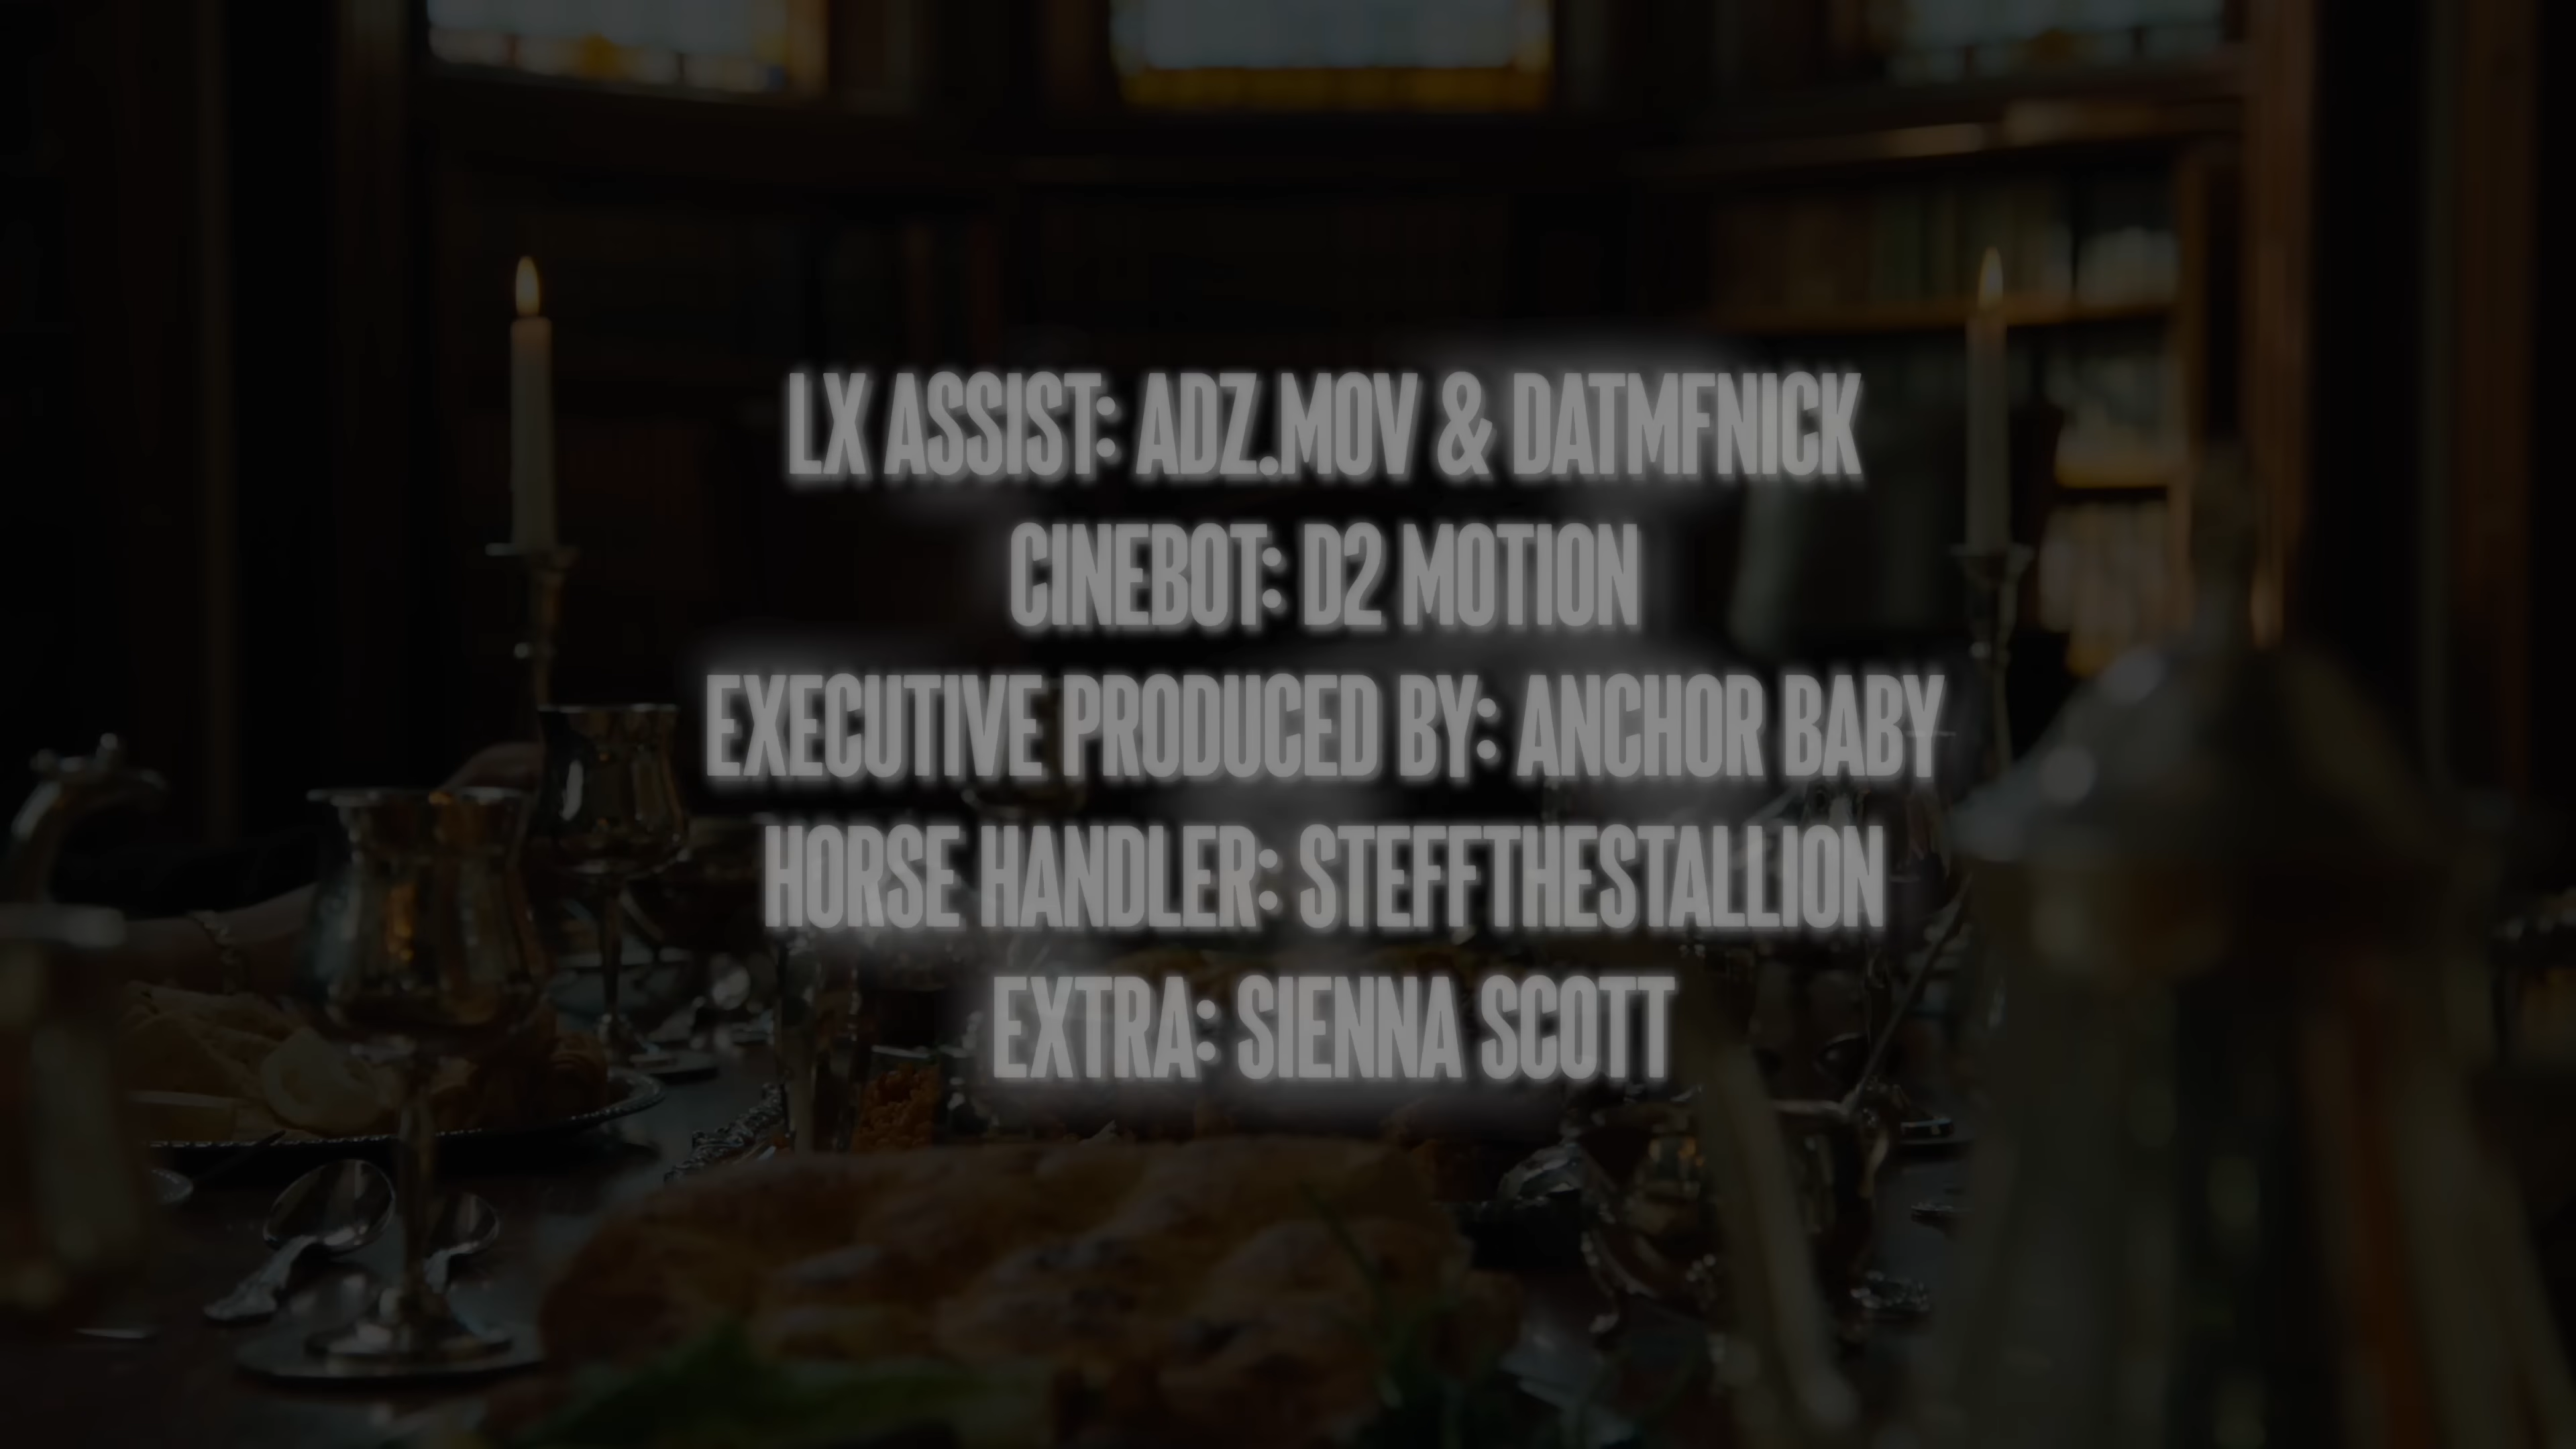 LX ASSIST: ADZ.MOV & DATMFNICK
CINEBOT: D2 MOTION
EXECUTIVE PRODUCED BY: ANCHOR BABY
HORSE HANDLER: STEFFTHESTALLION
EXTRA: SIENNA SCOTT